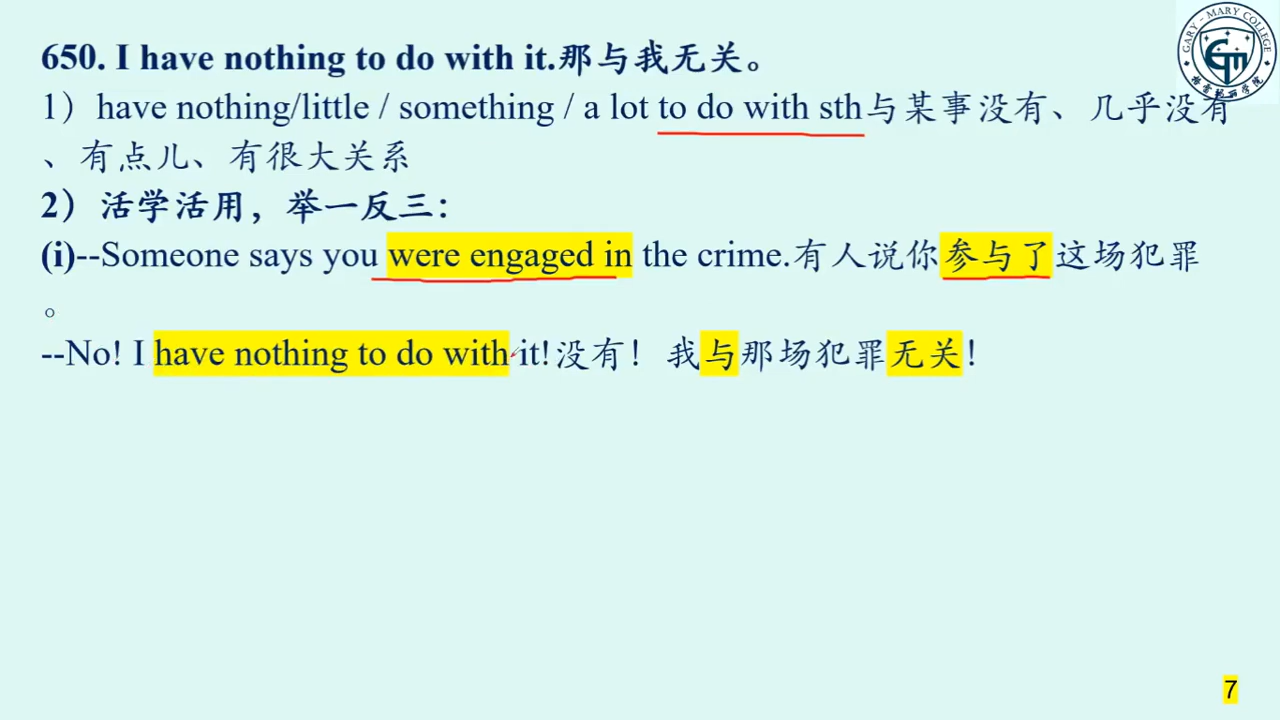 650. I have nothing to do with it.那与我无关。
1）have nothing/little / something / a lot to do with sth与某事没有、几乎没有
、有点儿、有很大关系
2）活学活用，举一反三：
(i)--Someone says you were engaged in the crime.有人说你参与了这场犯罪
。
--No! I have nothing to do with it!没有！ 我与那场犯罪无关！
GARY - MARY COLLEGE
7